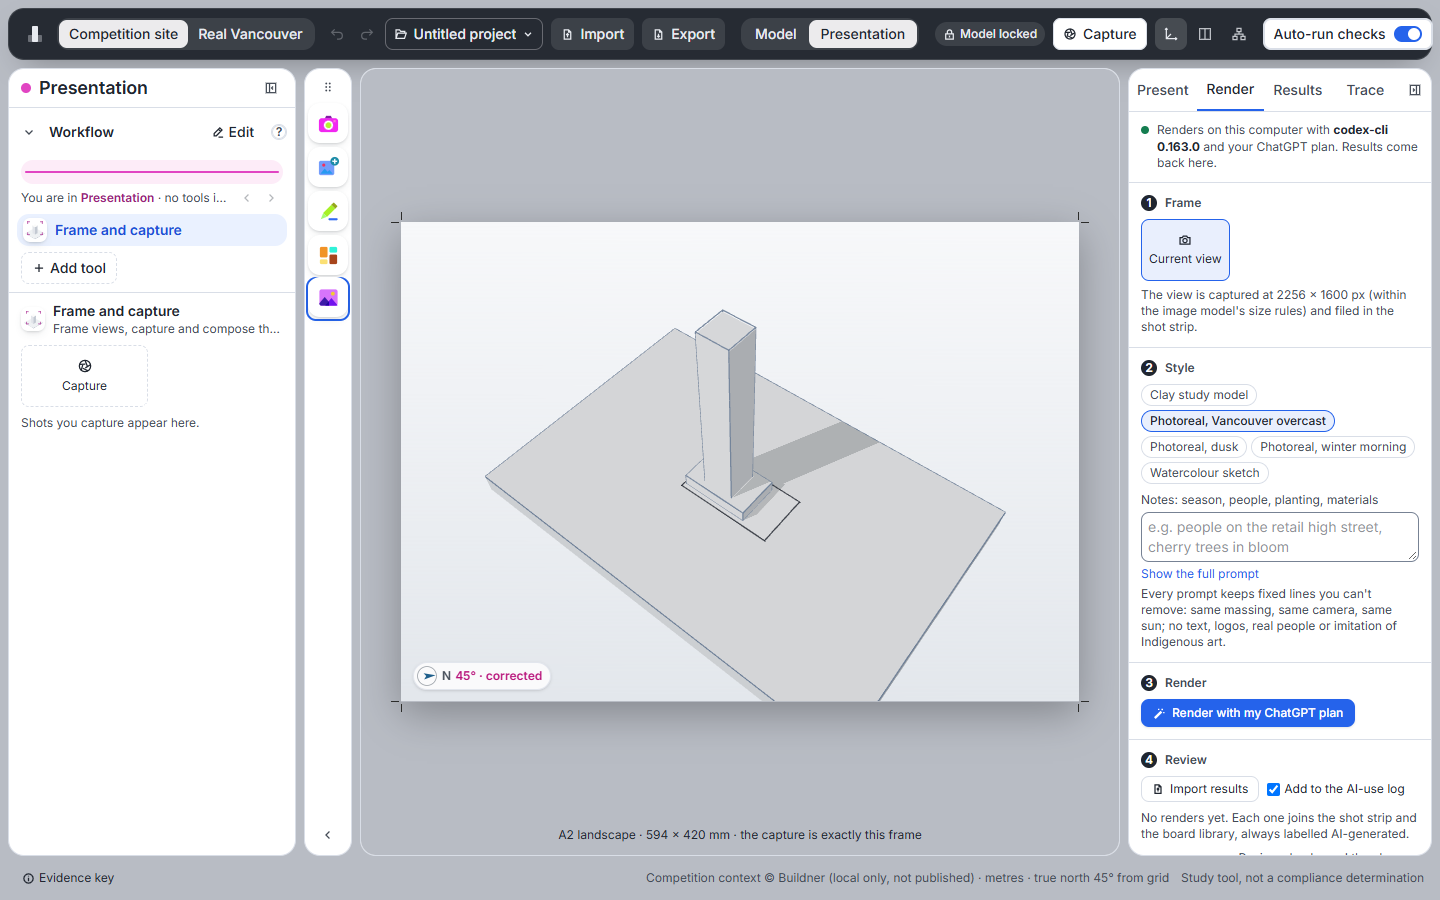 Competition site
Real Vancouver
Untitled project
Import
Export
Model
Presentation
Model locked
Capture
Auto-run checks
Presentation
Workflow
Edit
?
You are in Presentation · no tools i...
Frame and capture
+ Add tool
Frame and capture
Frame views, capture and compose th...
Capture
Shots you capture appear here.
N 45° · corrected
A2 landscape · 594 × 420 mm · the capture is exactly this frame
Present
Render
Results
Trace
Renders on this computer with codex-cli
0.163.0 and your ChatGPT plan. Results come
back here.
1 Frame
Current view
The view is captured at 2256 × 1600 px (within
the image model's size rules) and filed in the
shot strip.
2 Style
Clay study model
Photoreal, Vancouver overcast
Photoreal, dusk
Photoreal, winter morning
Watercolour sketch
Notes: season, people, planting, materials
e.g. people on the retail high street,
cherry trees in bloom
Show the full prompt
Every prompt keeps fixed lines you can't
remove: same massing, same camera, same
sun; no text, logos, real people or imitation of
Indigenous art.
3 Render
Render with my ChatGPT plan
4 Review
Import results
Add to the AI-use log
No renders yet. Each one joins the shot strip and
the board library, always labelled AI-generated.
Evidence key
Competition context © Buildner (local only, not published) · metres · true north 45° from grid
Study tool, not a compliance determination